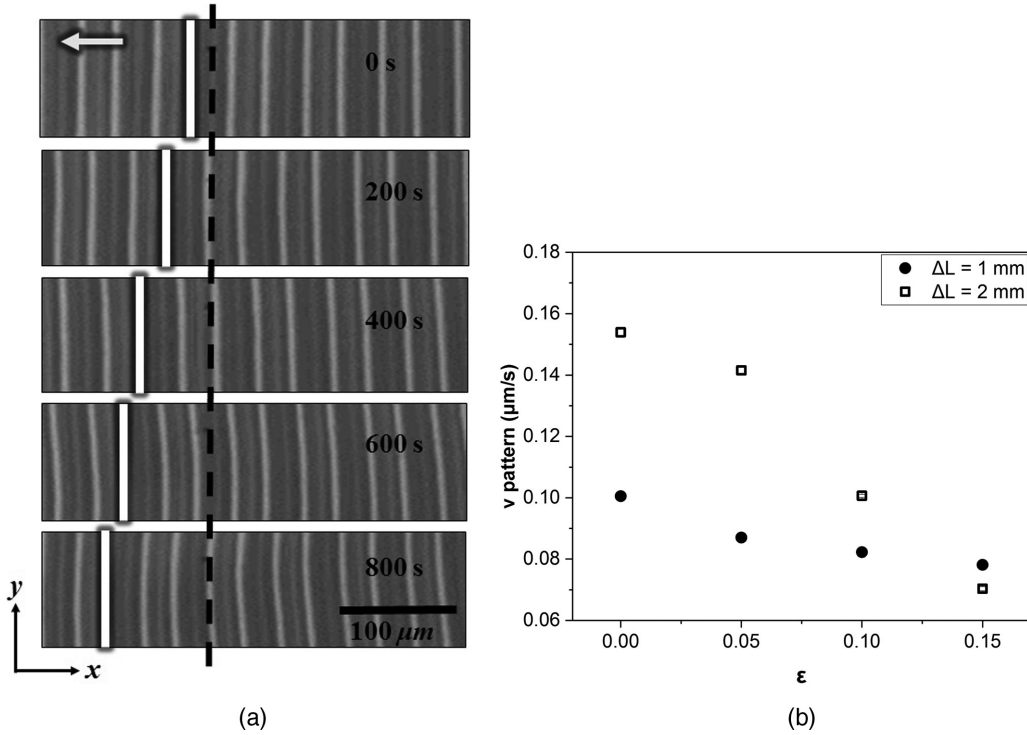 0 s
200 s
400 s
600 s
800 s
100 μm
y
x
(a)
0.18
0.16
0.14
0.12
0.10
0.08
0.06
v pattern (μm/s)
ΔL = 1 mm
ΔL = 2 mm
0.00 0.05 0.10 0.15
ε
(b)